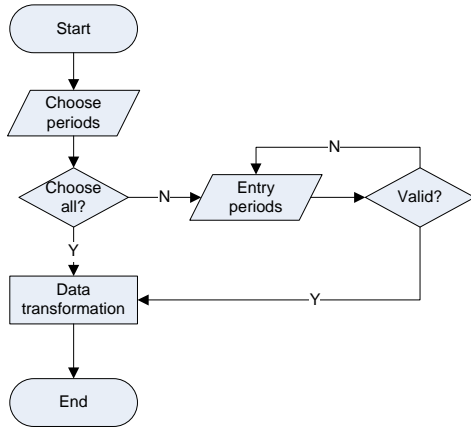 Start
Choose
periods
N
Choose
all?
N
Entry
periods
Valid?
Y
Data
transformation
Y
End